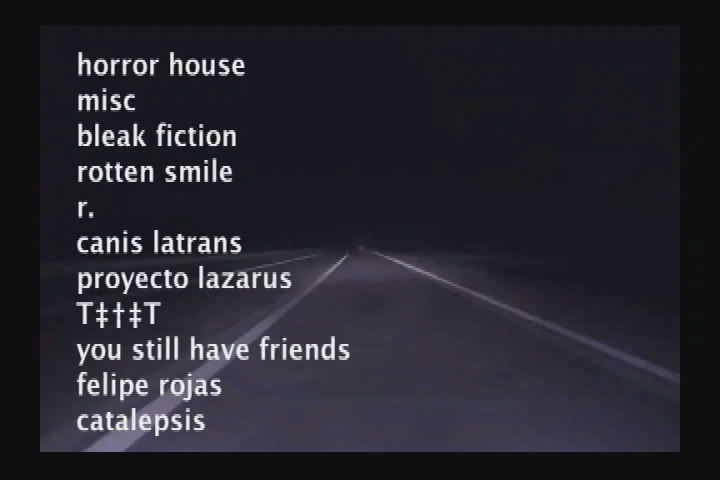 horror house
misc
bleak fiction
rotten smile
r.
canis latrans
proyecto lazarus
T‡†‡T
you still have friends
felipe rojas
catalepsis